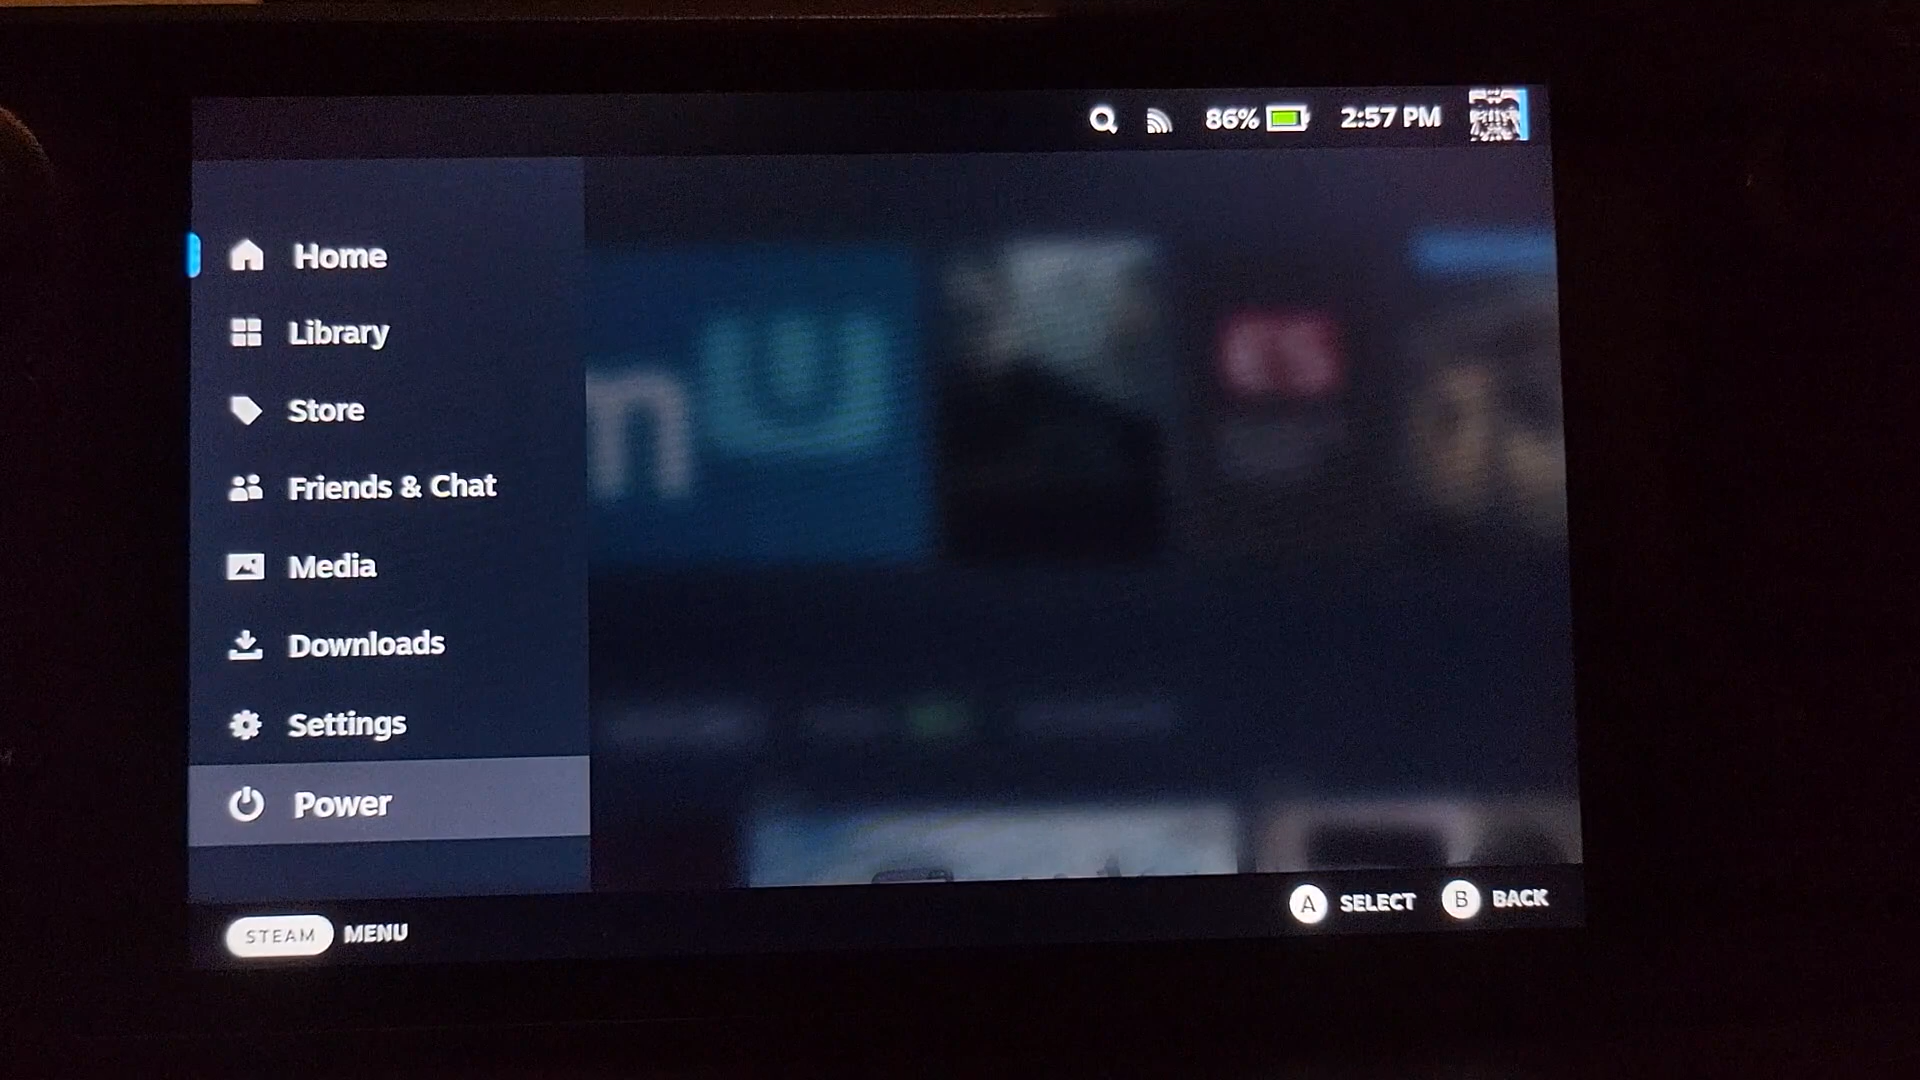 86% 2:57 PM
Home
Library
Store
Friends & Chat
Media
Downloads
Settings
Power
STEAM MENU
A SELECT B BACK